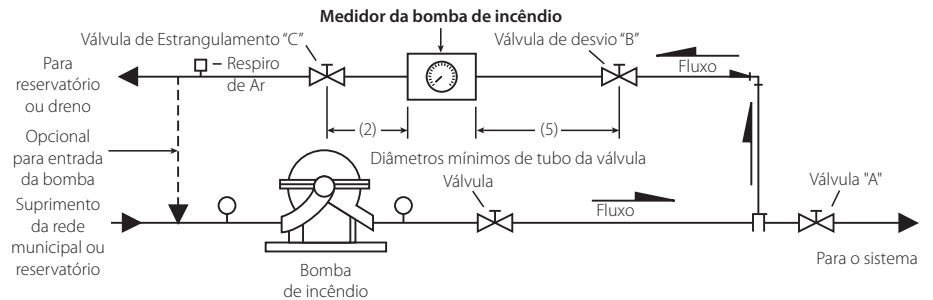 Medidor da bomba de incêndio
Válvula de Estrangulamento “C”
Válvula de desvio “B”
Para
reservatório
ou dreno
– Respiro
de Ar
Fluxo
(2)
(5)
Opcional
para entrada
da bomba
Diâmetros mínimos de tubo da válvula
Válvula
Válvula "A"
Suprimento
da rede
municipal ou
reservatório
Fluxo
Para o sistema
Bomba
de incêndio